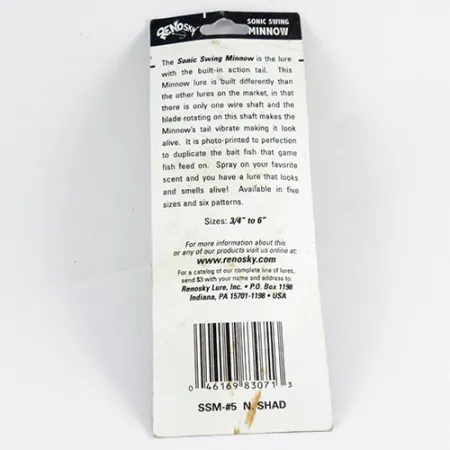 RENOSKY
SONIC SWING
MINNOW
The Sonic Swing Minnow is the lure
with the built-in action tail. This
Minnow lure is built differently than
the other lures on the market, in that
there is only one wire shaft and the
blade rotating on this shaft makes the
Minnow's tail vibrate making it look
alive. It is photo-printed to perfection
to duplicate the bait fish that game
fish feed on. Spray on your favorite
scent and you have a lure that looks
and smells alive! Available in five
sizes and six patterns.
Sizes: 3/4" to 6"
For more information about this
or any of our products visit us online at:
www.renosky.com
For a catalog of our complete line of lures,
send $3 with your name and address to:
Renosky Lure, Inc. • P.O. Box 1198
Indiana, PA 15701-1198 • USA
0 46169 83071 3
SSM-#5 N. SHAD